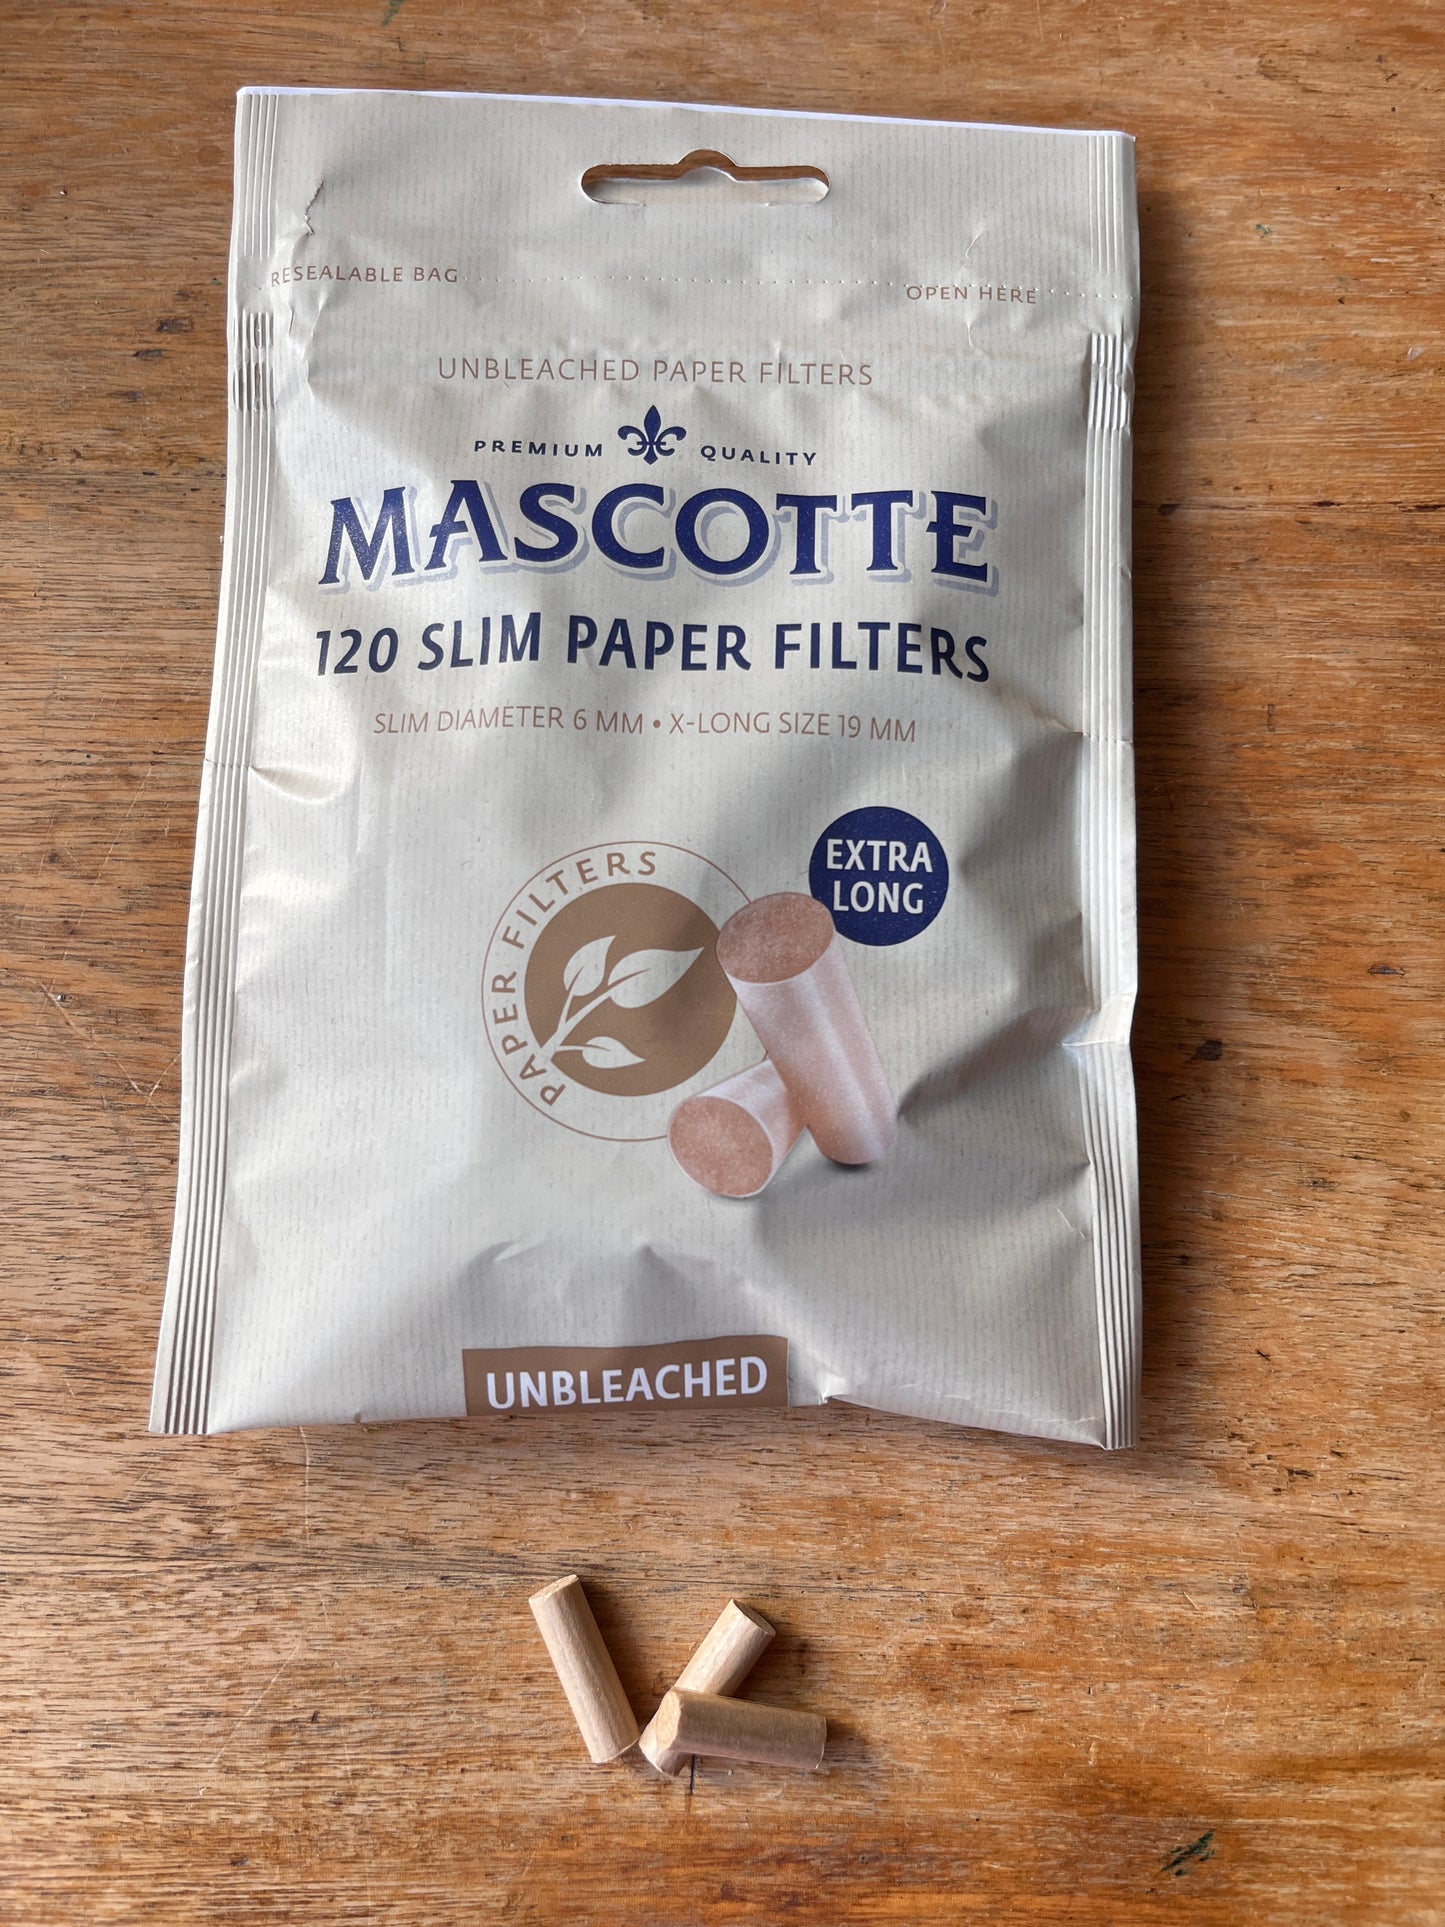 RESEALABLE BAG
OPEN HERE
UNBLEACHED PAPER FILTERS
PREMIUM QUALITY
MASCOTTE
120 SLIM PAPER FILTERS
SLIM DIAMETER 6 MM • X-LONG SIZE 19 MM
EXTRA
LONG
PAPER FILTERS
UNBLEACHED